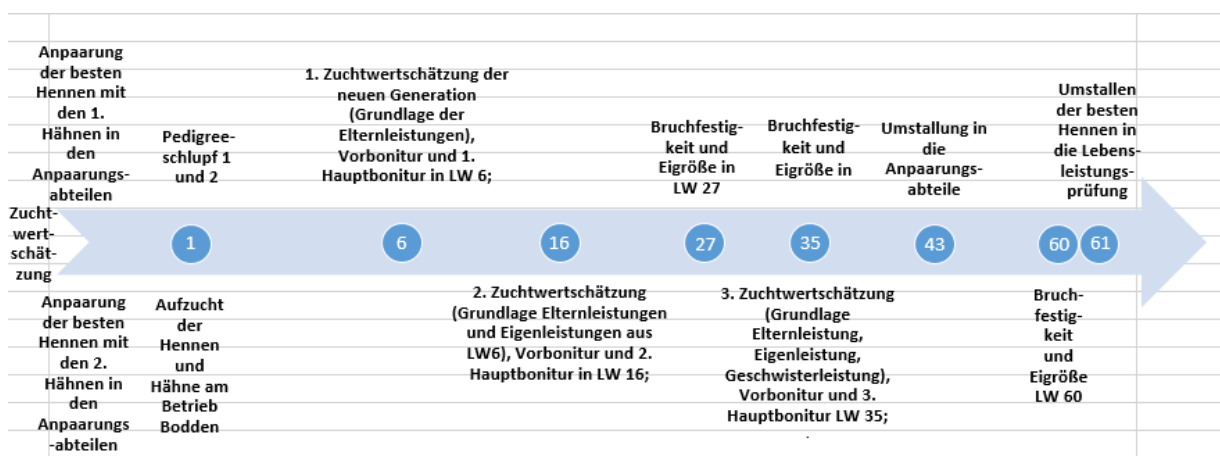 Anpaarung
der besten
Hennen mit
den 1.
Hähnen in
den
Anpaarungs-
abteilen
Pedigree-
schlupf 1
und 2
1. Zuchtwertschätzung der
neuen Generation
(Grundlage der
Elternleistungen),
Vorbonitur und 1.
Hauptbonitur in LW 6;
Bruchfestig-
keit und
Eigröße in
LW 27
Bruchfestig-
keit und
Eigröße in
Umstallung in
die
Anpaarungs-
abteile
Umstallen
der besten
Hennen in
die Lebens-
leistungs-
prüfung
Zucht-
wert-
schät-
zung
1
6
16
27
35
43
60
61
Anpaarung
der besten
Hennen mit
den 2.
Hähnen in
den
Anpaarungs
-abteilen
Aufzucht
der
Hennen
und
Hähne am
Betrieb
Bodden
2. Zuchtwertschätzung
(Grundlage Elternleistungen
und Eigenleistungen aus
LW6), Vorbonitur und 2.
Hauptbonitur in LW 16;
3. Zuchtwertschätzung
(Grundlage
Elternleistung,
Eigenleistung,
Geschwisterleistung),
Vorbonitur und 3.
Hauptbonitur LW 35;
.
Bruch-
festig-
keit
und
Eigröße
LW 60